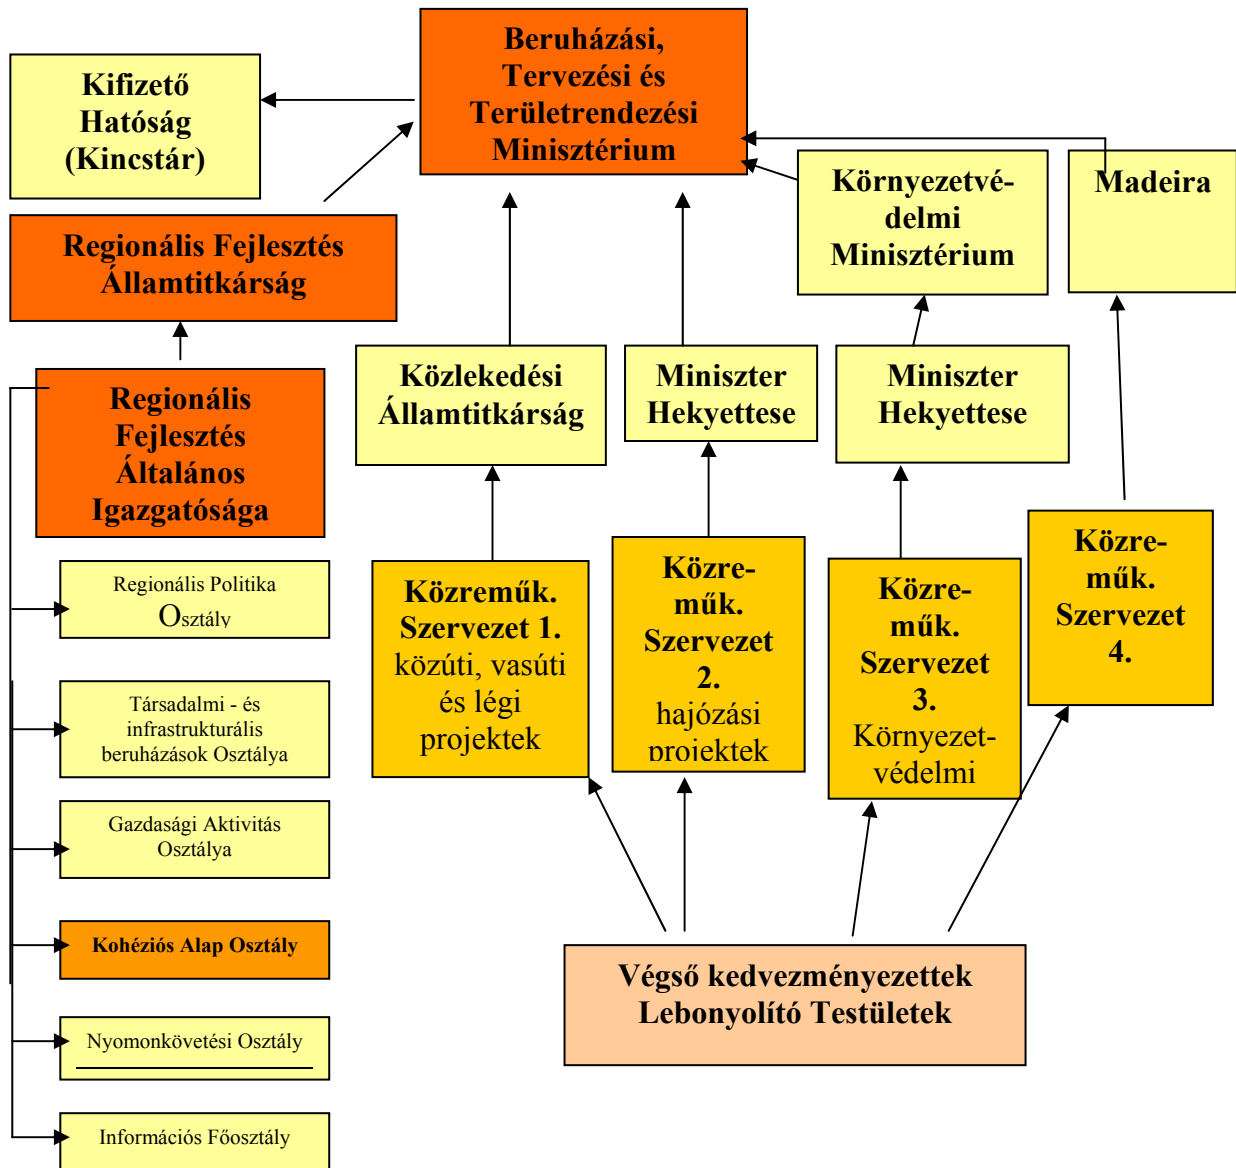 Beruházási,
Tervezési és
Területrendezési
Minisztérium
Kifizető
Hatóság
(Kincstár)
Környezetvé-
delmi
Minisztérium
Madeira
Regionális Fejlesztés
Államtitkárság
Közlekedési
Államtitkárság
Miniszter
Hekyettese
Miniszter
Hekyettese
Regionális
Fejlesztés
Általános
Igazgatósága
Közreműk.
Szervezet 1.
közúti, vasúti
és légi
projektek
Közre-
műk.
Szervezet
2.
hajózási
projektek
Közre-
műk.
Szervezet
3.
Környezet-
védelmi
Közre-
műk.
Szervezet
4.
Regionális Politika
Osztály
Társadalmi - és
infrastrukturális
beruházások Osztálya
Gazdasági Aktivitás
Osztálya
Kohéziós Alap Osztály
Nyomonkövetési Osztály
Információs Főosztály
Végső kedvezményezettek
Lebonyolító Testületek